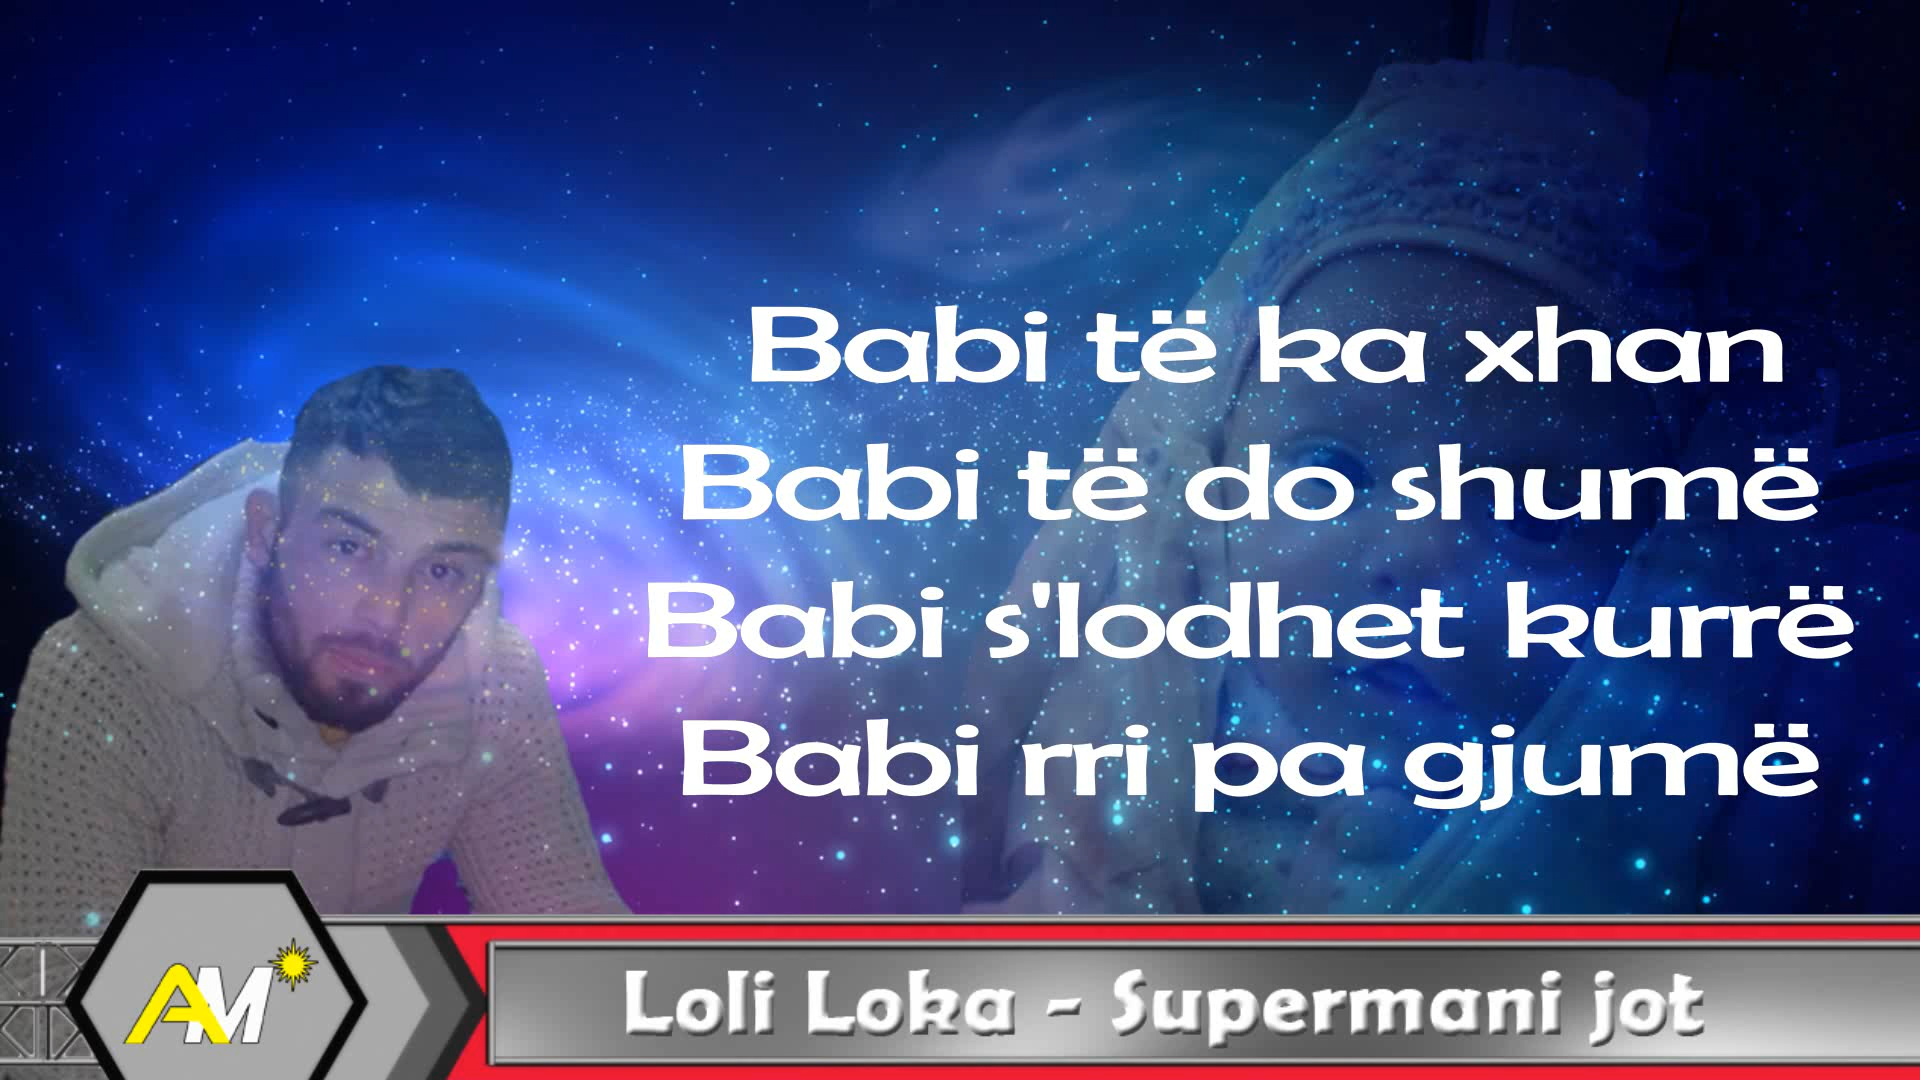 Babi të ka xhan
Babi të do shumë
Babi s'lodhet kurrë
Babi rri pa gjumë
AM
Loli Loka - Supermani jot